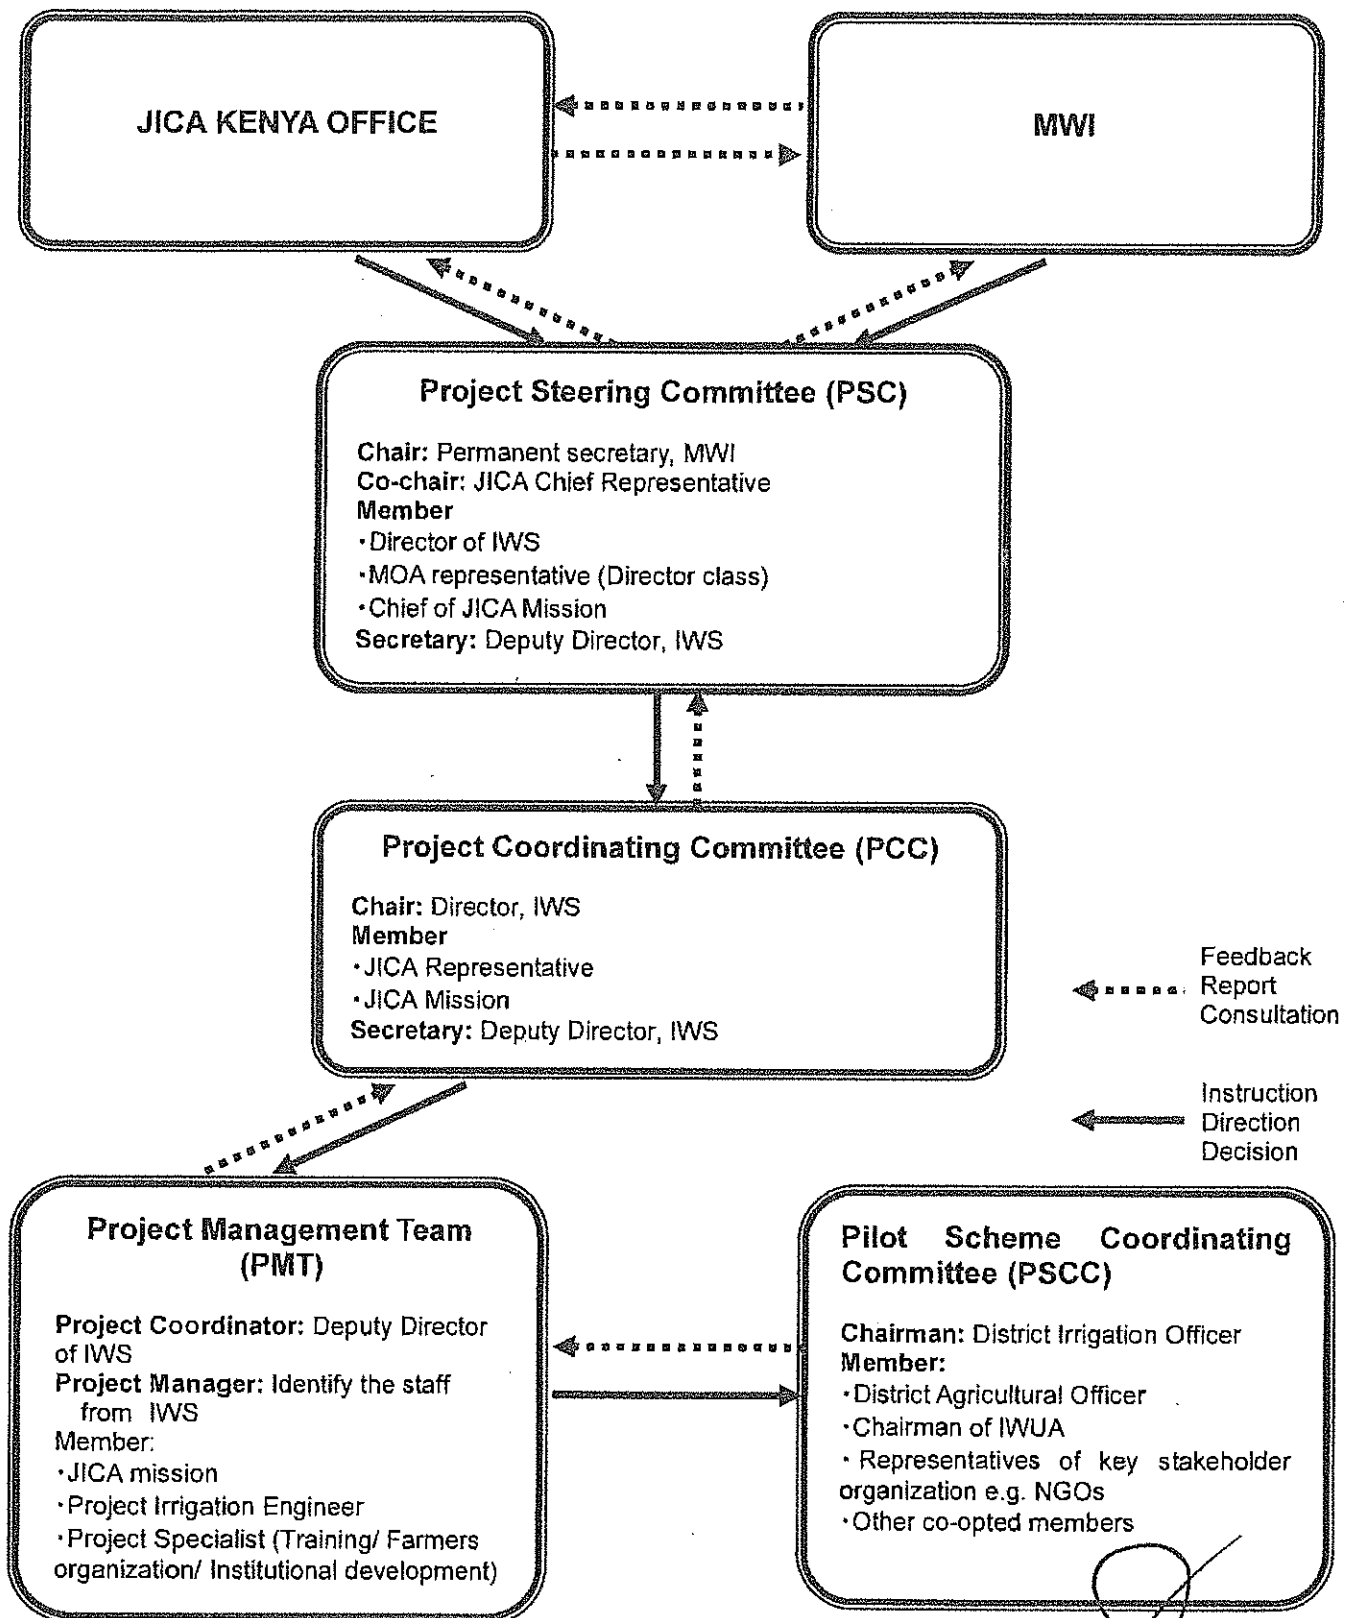 JICA KENYA OFFICE
MWI
Project Steering Committee (PSC)
Chair: Permanent secretary, MWI
Co-chair: JICA Chief Representative
Member
・Director of IWS
・MOA representative (Director class)
・Chief of JICA Mission
Secretary: Deputy Director, IWS
Project Coordinating Committee (PCC)
Chair: Director, IWS
Member
・JICA Representative
・JICA Mission
Secretary: Deputy Director, IWS
Feedback
Report
Consultation
Instruction
Direction
Decision
Project Management Team
(PMT)
Project Coordinator: Deputy Director
of IWS
Project Manager: Identify the staff
from IWS
Member:
・JICA mission
・Project Irrigation Engineer
・Project Specialist (Training/ Farmers
organization/ Institutional development)
Pilot Scheme Coordinating
Committee (PSCC)
Chairman: District Irrigation Officer
Member:
・District Agricultural Officer
・Chairman of IWUA
・Representatives of key stakeholder
organization e.g. NGOs
・Other co-opted members